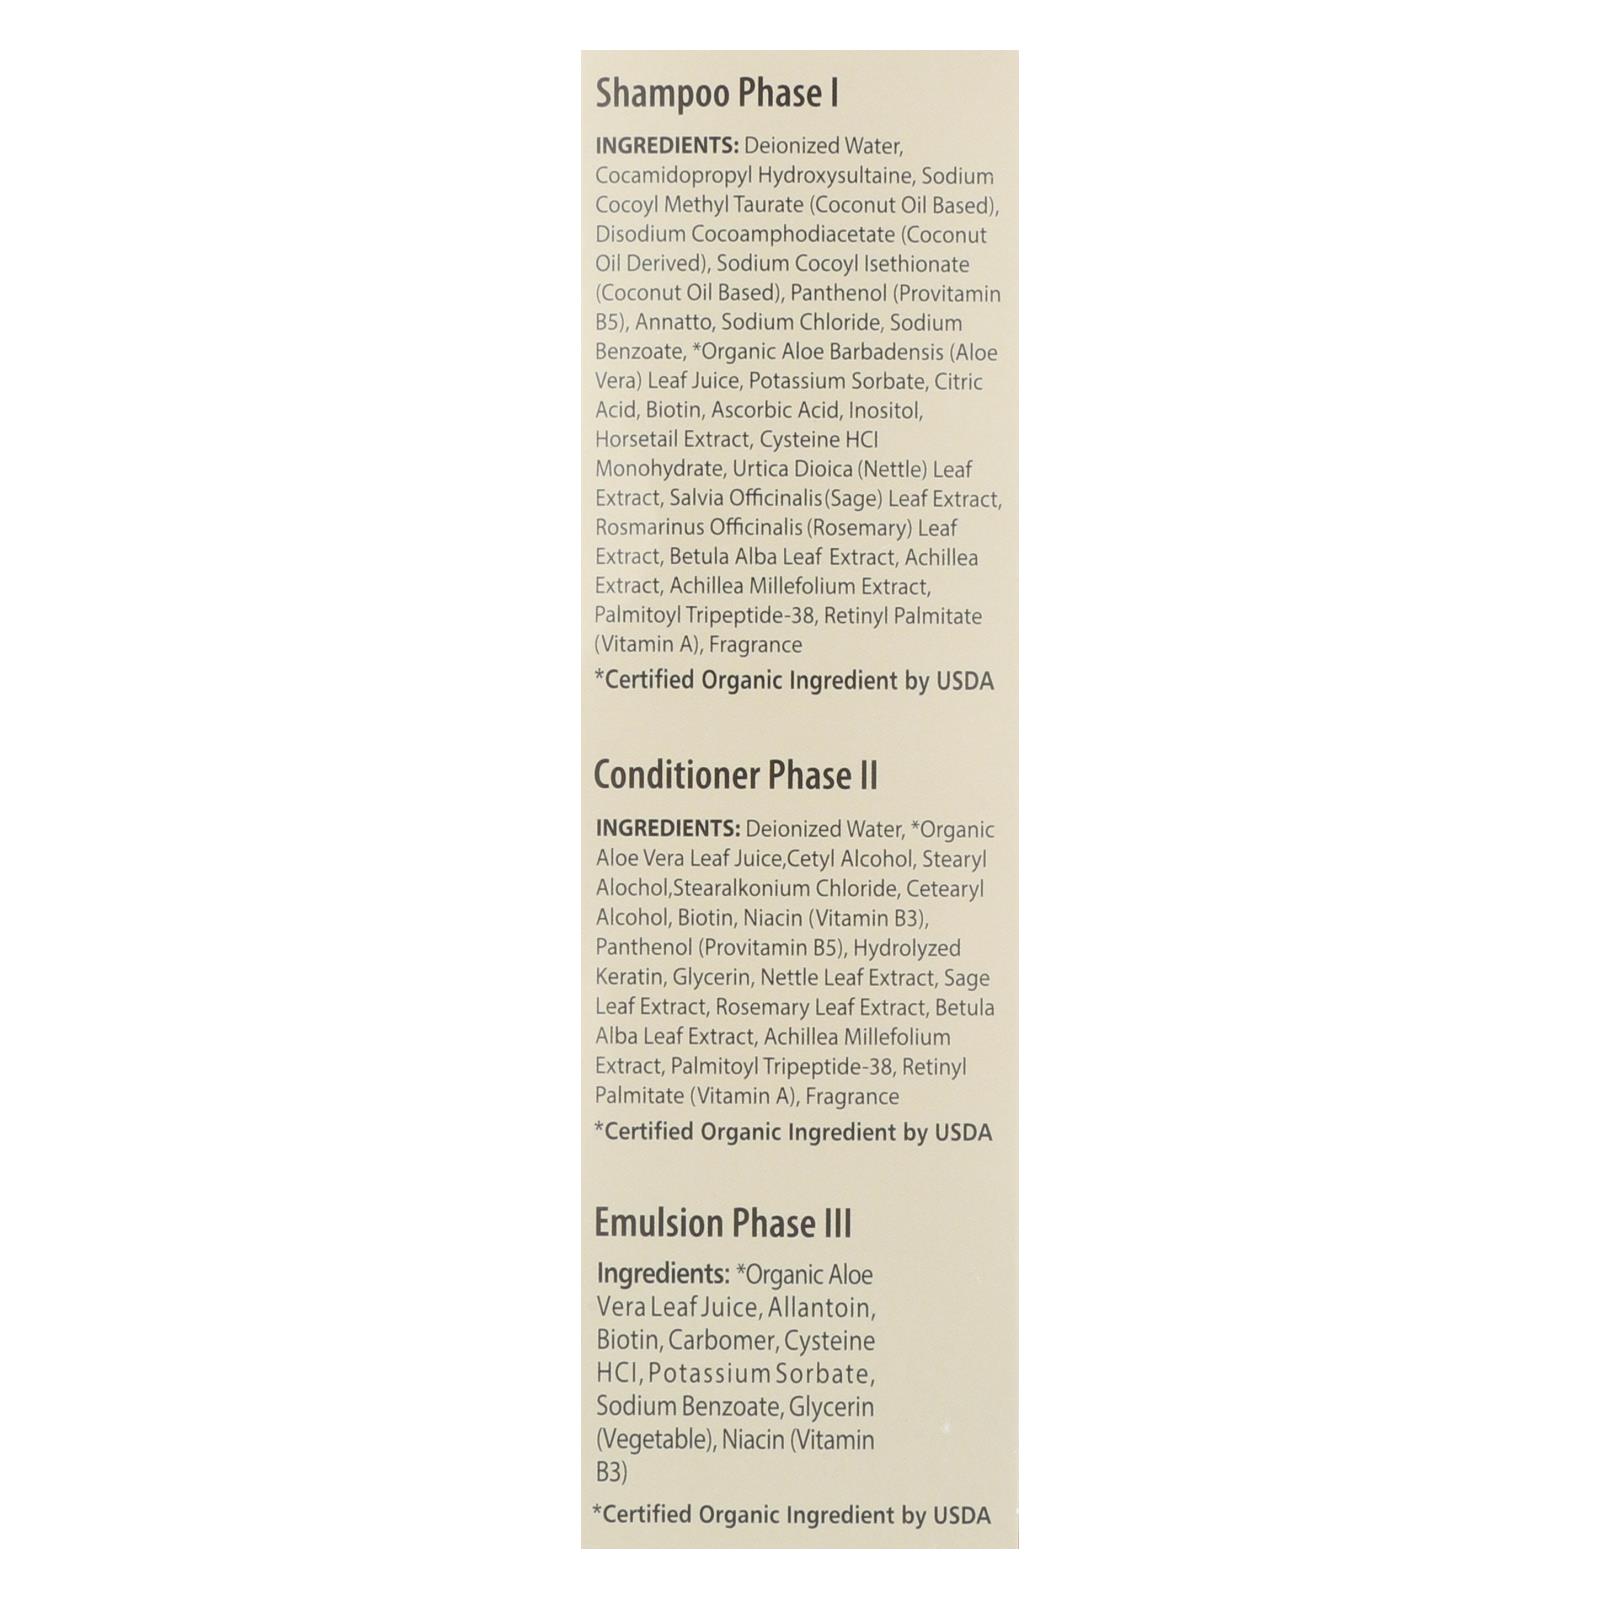 Shampoo Phase I
INGREDIENTS: Deionized Water,
Cocamidopropyl Hydroxysultaine, Sodium
Cocoyl Methyl Taurate (Coconut Oil Based),
Disodium Cocoamphodiacetate (Coconut
Oil Derived), Sodium Cocoyl Isethionate
(Coconut Oil Based), Panthenol (Provitamin
B5), Annatto, Sodium Chloride, Sodium
Benzoate, *Organic Aloe Barbadensis (Aloe
Vera) Leaf Juice, Potassium Sorbate, Citric
Acid, Biotin, Ascorbic Acid, Inositol,
Horsetail Extract, Cysteine HCI
Monohydrate, Urtica Dioica (Nettle) Leaf
Extract, Salvia Officinalis (Sage) Leaf Extract,
Rosmarinus Officinalis (Rosemary) Leaf
Extract, Betula Alba Leaf Extract, Achillea
Extract, Achillea Millefolium Extract,
Palmitoyl Tripeptide-38, Retinyl Palmitate
(Vitamin A), Fragrance
*Certified Organic Ingredient by USDA
Conditioner Phase II
INGREDIENTS: Deionized Water, *Organic
Aloe Vera Leaf Juice,Cetyl Alcohol, Stearyl
Alochol,Stearalkonium Chloride, Cetearyl
Alcohol, Biotin, Niacin (Vitamin B3),
Panthenol (Provitamin B5), Hydrolyzed
Keratin, Glycerin, Nettle Leaf Extract, Sage
Leaf Extract, Rosemary Leaf Extract, Betula
Alba Leaf Extract, Achillea Millefolium
Extract, Palmitoyl Tripeptide-38, Retinyl
Palmitate (Vitamin A), Fragrance
*Certified Organic Ingredient by USDA
Emulsion Phase III
Ingredients: *Organic Aloe
Vera Leaf Juice, Allantoin,
Biotin, Carbomer, Cysteine
HCI, Potassium Sorbate,
Sodium Benzoate, Glycerin
(Vegetable), Niacin (Vitamin
B3)
*Certified Organic Ingredient by USDA